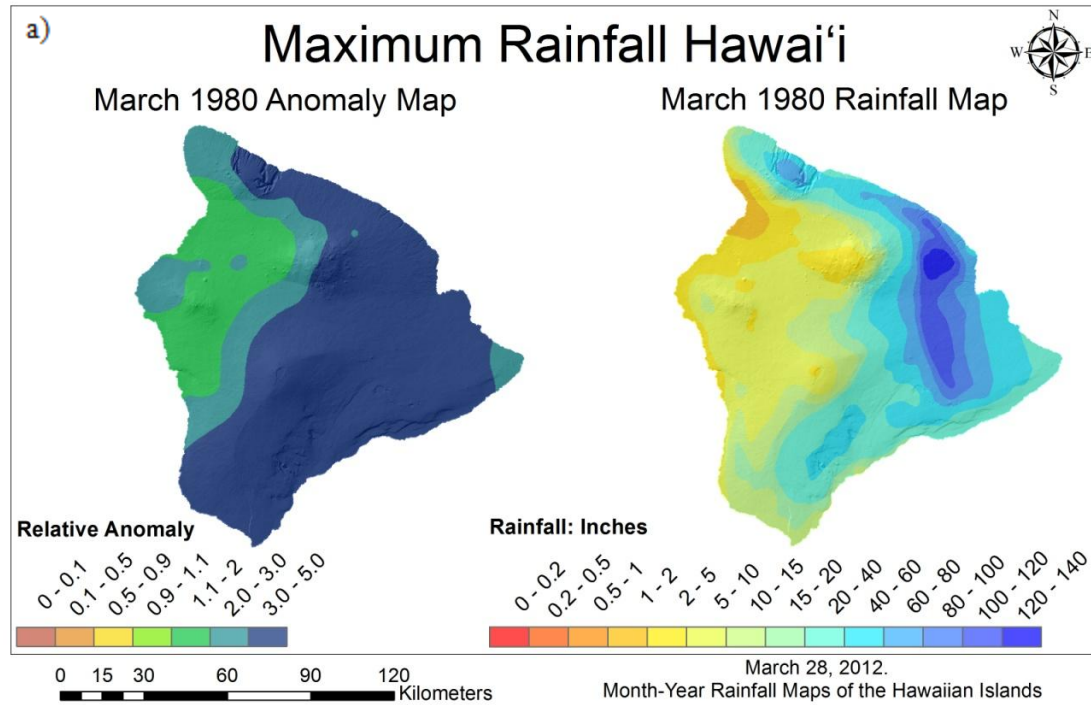 a)
Maximum Rainfall Hawai‘i
N
W E
S
March 1980 Anomaly Map
March 1980 Rainfall Map
Relative Anomaly
0 - 0.1
0.1 - 0.5
0.5 - 0.9
0.9 - 1.1
1.1 - 2
2.0 - 3.0
3.0 - 5.0
Rainfall: Inches
0 - 0.2
0.2 - 0.5
0.5 - 1
1 - 2
2 - 5
5 - 10
10 - 15
15 - 20
20 - 40
40 - 60
60 - 80
80 - 100
100 - 120
120 - 140
0 15 30 60 90 120
Kilometers
March 28, 2012.
Month-Year Rainfall Maps of the Hawaiian Islands